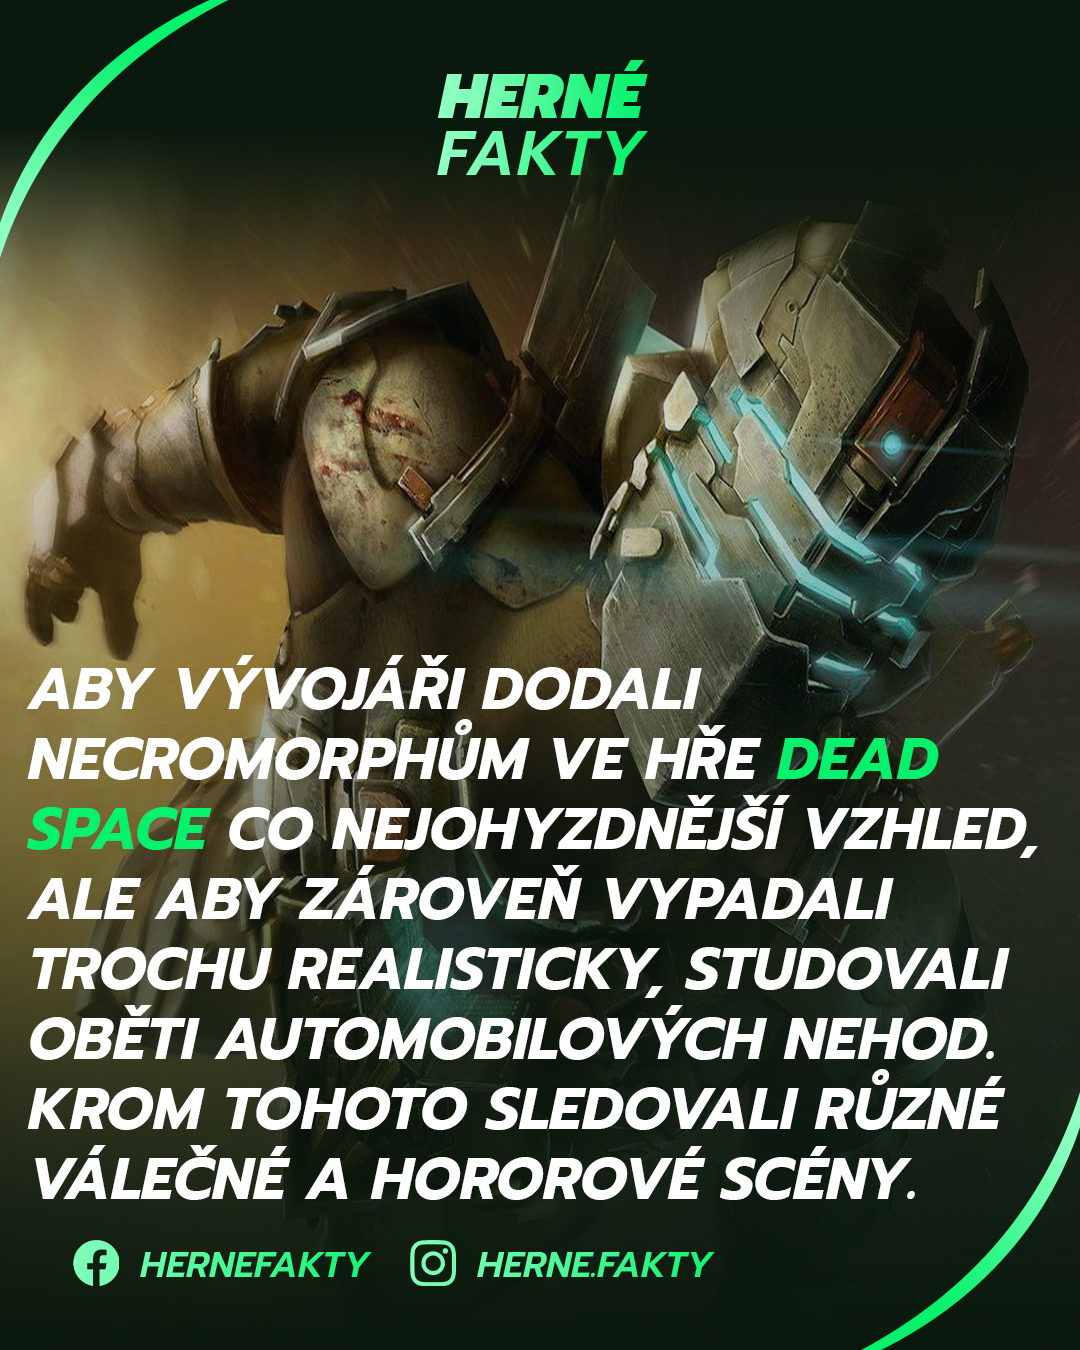 HERNÉ
FAKTY
ABY VÝVOJÁŘI DODALI
NECROMORPHŮM VE HŘE DEAD
SPACE CO NEJOHYZDNĚJŠÍ VZHLED,
ALE ABY ZÁROVEŇ VYPADALI
TROCHU REALISTICKY, STUDOVALI
OBĚTI AUTOMOBILOVÝCH NEHOD.
KROM TOHOTO SLEDOVALI RŮZNÉ
VÁLEČNÉ A HOROROVÉ SCÉNY.
HERNEFAKTY HERNE.FAKTY